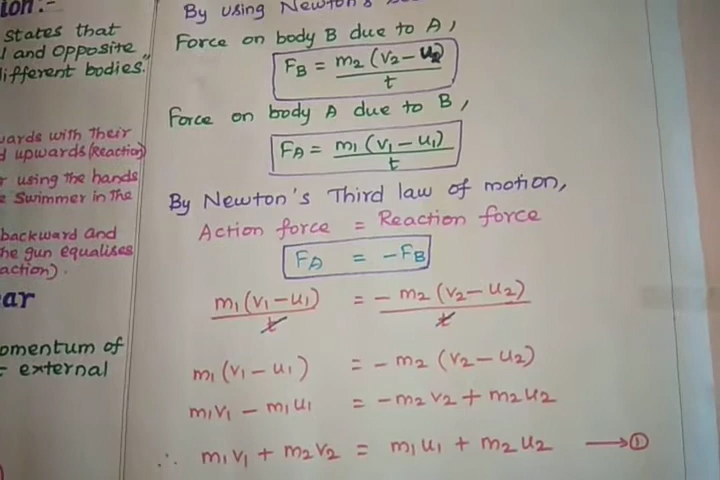 states that
and opposite
different bodies."
with their
upwards (Reaction)
using the hands
Swimmer in the
backward and
the gun equalises
action).
ar
omentum of
external
By using Newton's
Force on body B due to A,
FB = m2 (v2 - u2) / t
Force on body A due to B,
FA = m1 (v1 - u1) / t
By Newton's Third law of motion,
Action force = Reaction force
FA = -FB
m1 (v1 - u1) / t = - m2 (v2 - u2) / t
m1 (v1 - u1) = - m2 (v2 - u2)
m1v1 - m1u1 = - m2v2 + m2u2
∴ m1v1 + m2v2 = m1u1 + m2u2 → ①